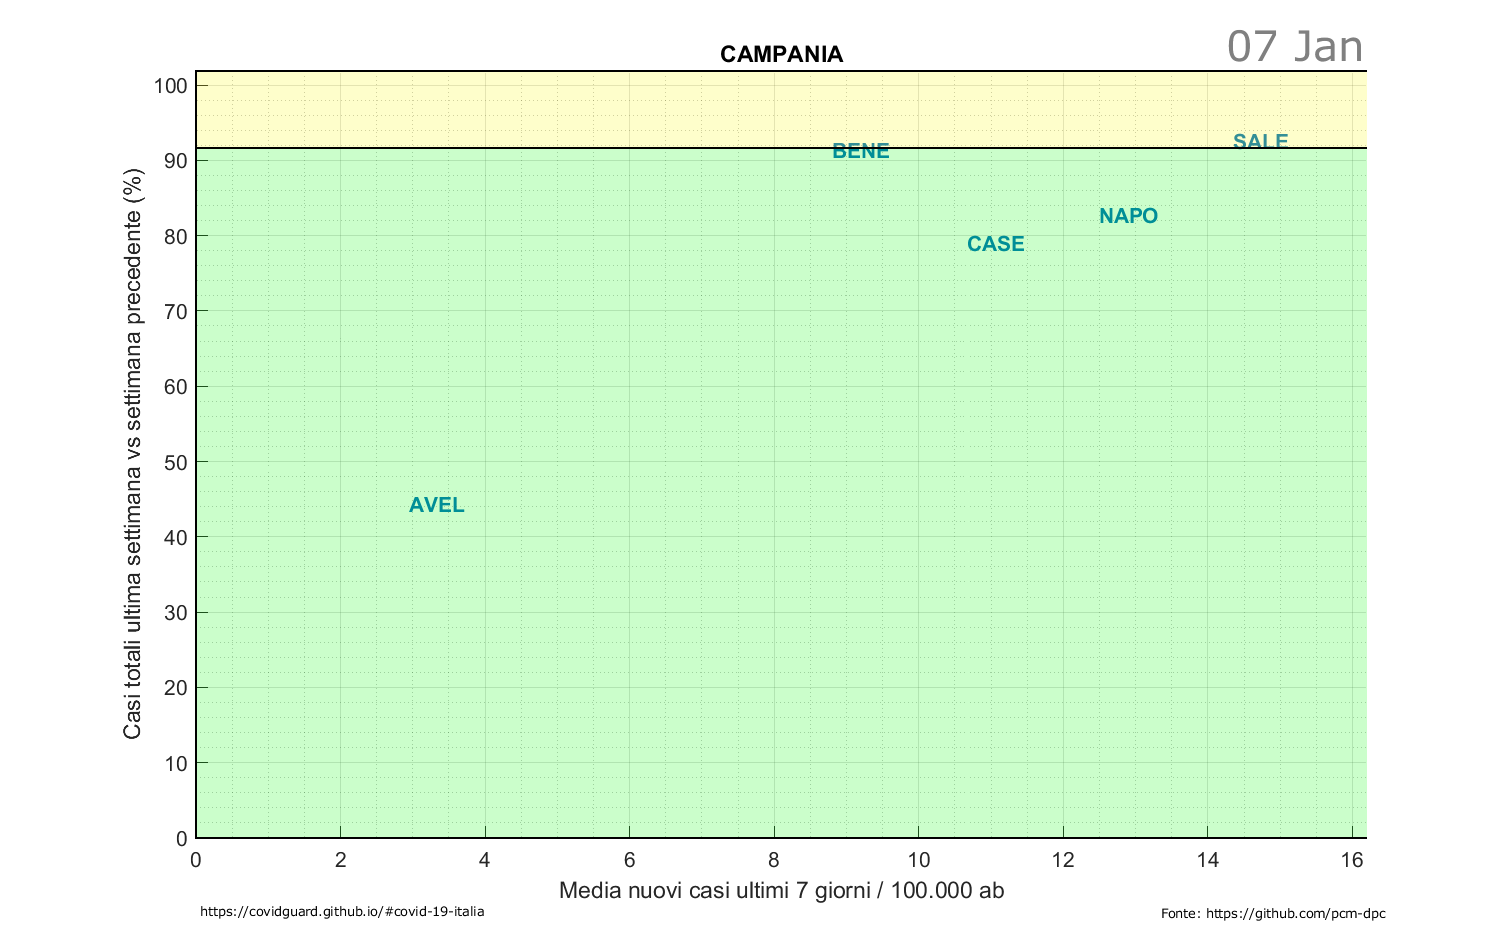 07 Jan
CAMPANIA
100
90
80
70
60
50
40
30
20
10
0
Casi totali ultima settimana vs settimana precedente (%)
SALE
BENE
NAPO
CASE
AVEL
0 2 4 6 8 10 12 14 16
Media nuovi casi ultimi 7 giorni / 100.000 ab
https://covidguard.github.io/#covid-19-italia
Fonte: https://github.com/pcm-dpc